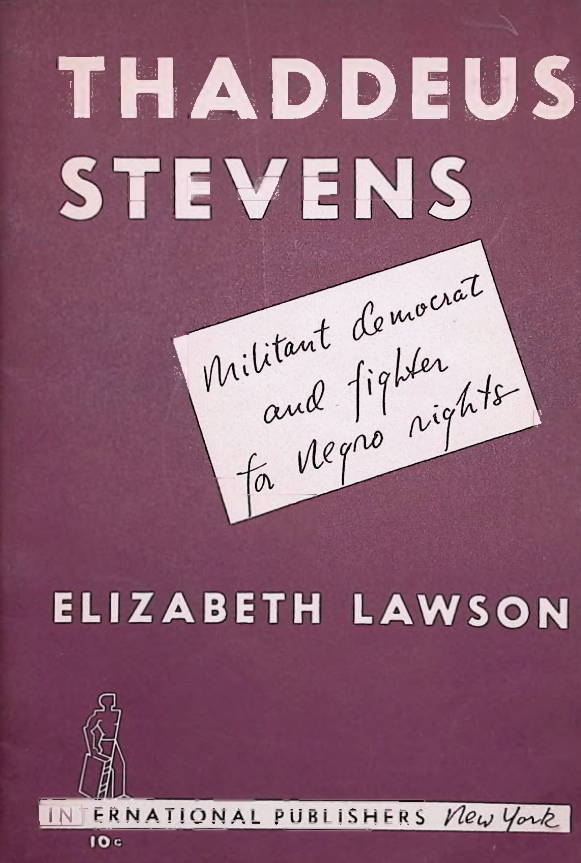 THADDEUS
STEVENS
Militant democrat
and fighter
for Negro rights
ELIZABETH LAWSON
INTERNATIONAL PUBLISHERS New York
10¢